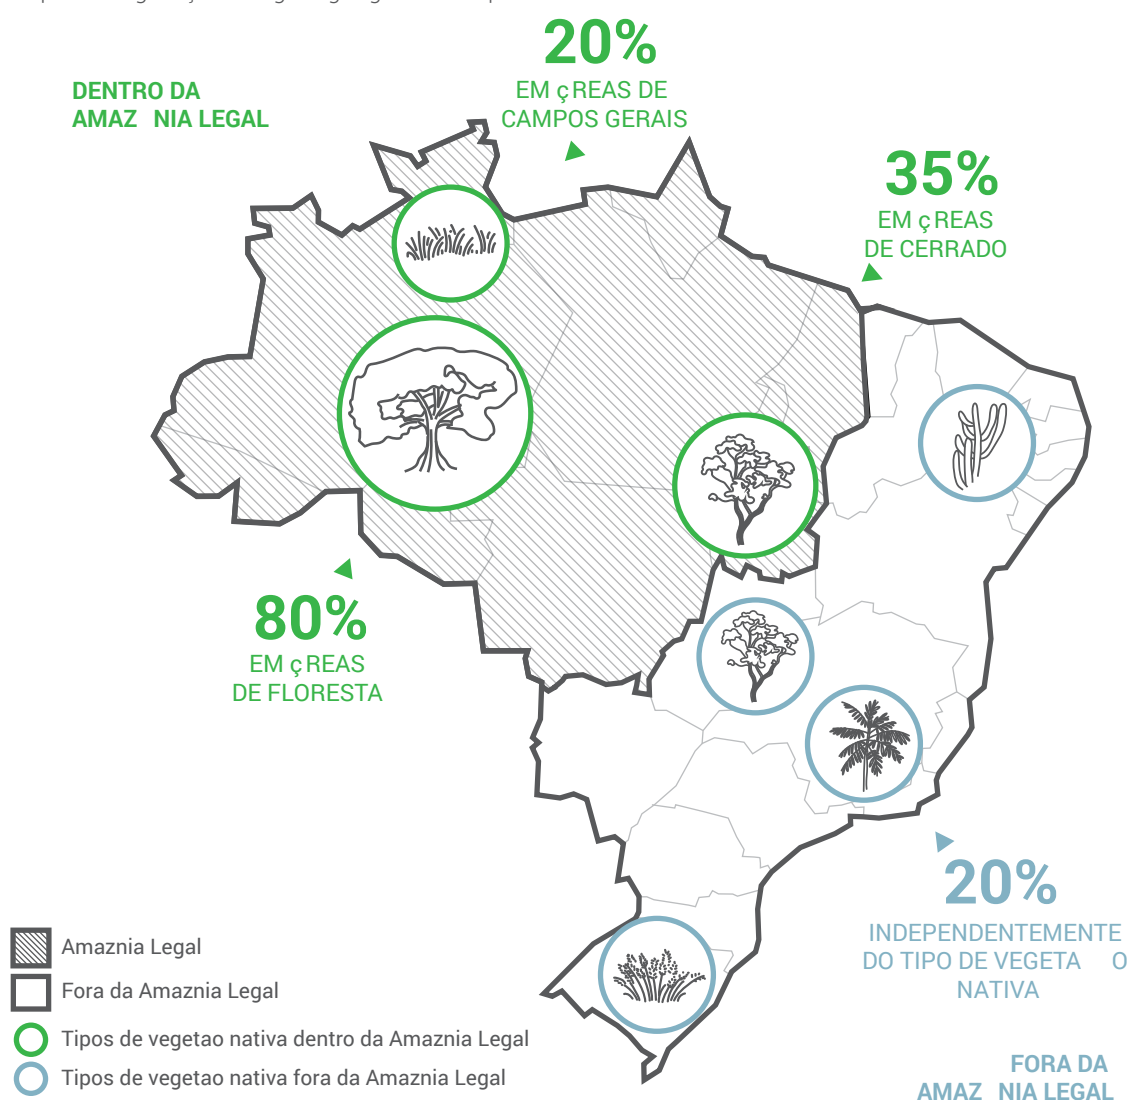 20%
EM çREAS DE
CAMPOS GERAIS
DENTRO DA
AMAZ NIA LEGAL
35%
EM çREAS
DE CERRADO
80%
EM çREAS
DE FLORESTA
20%
INDEPENDENTEMENTE
DO TIPO DE VEGETA O
NATIVA
Amaznia Legal
Fora da Amaznia Legal
Tipos de vegetao nativa dentro da Amaznia Legal
Tipos de vegetao nativa fora da Amaznia Legal
FORA DA
AMAZ NIA LEGAL